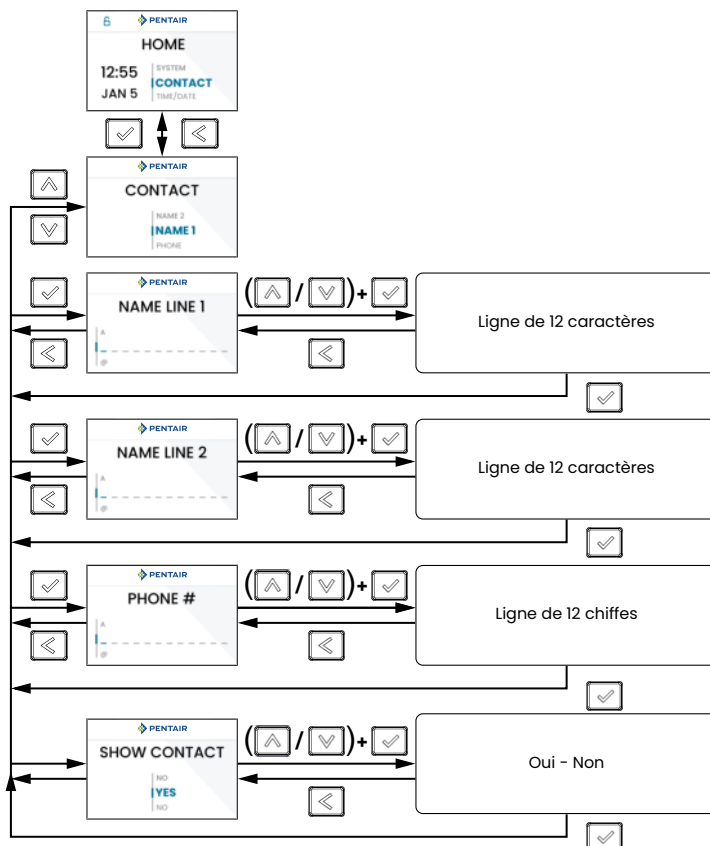 PENTAIR
HOME
12:55
JAN 5
SYSTEM
CONTACT
TIME/DATE
PENTAIR
CONTACT
NAME 2
NAME 1
PHONE
PENTAIR
NAME LINE 1
A
@
( / )+
Ligne de 12 caractères
PENTAIR
NAME LINE 2
A
@
( / )+
Ligne de 12 caractères
PENTAIR
PHONE #
A
@
( / )+
Ligne de 12 chiffes
PENTAIR
SHOW CONTACT
NO
YES
NO
( / )+
Oui - Non